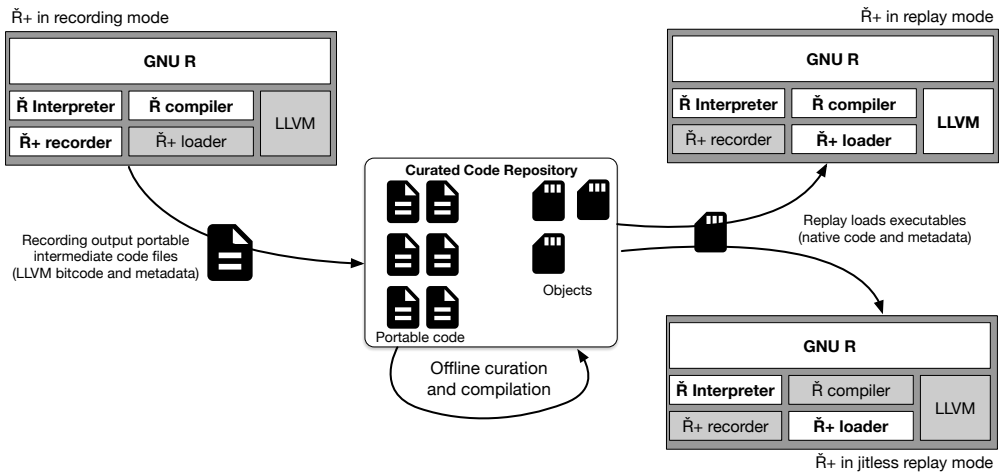 Ř+ in recording mode
GNU R
Ř Interpreter
Ř compiler
LLVM
Ř+ recorder
Ř+ loader
Recording output portable
intermediate code files
(LLVM bitcode and metadata)
Curated Code Repository
Portable code
Objects
Offline curation
and compilation
Ř+ in replay mode
GNU R
Ř Interpreter
Ř compiler
LLVM
Ř+ recorder
Ř+ loader
Replay loads executables
(native code and metadata)
GNU R
Ř Interpreter
Ř compiler
LLVM
Ř+ recorder
Ř+ loader
Ř+ in jitless replay mode